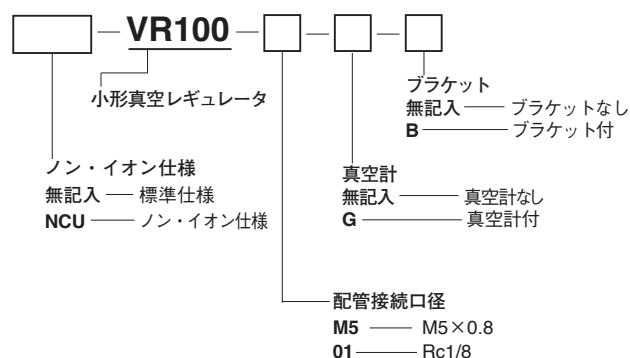 VR100
小形真空レギュレータ
ブラケット
無記入 ブラケットなし
B ブラケット付
ノン・イオン仕様
無記入 標準仕様
NCU ノン・イオン仕様
真空計
無記入 真空計なし
G 真空計付
配管接続口径
M5 M5×0.8
01 Rc1/8